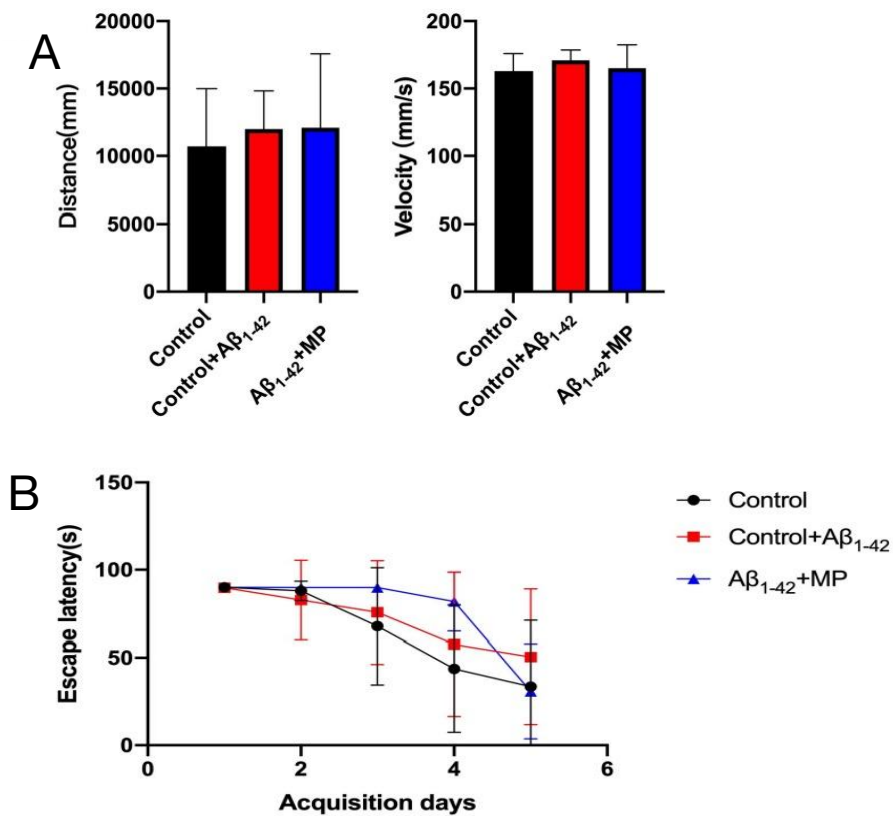 A
20000
15000
10000
5000
0
Distance(mm)
Control
Control+Aβ1-42
Aβ1-42+MP
200
150
100
50
0
Velocity (mm/s)
Control
Control+Aβ1-42
Aβ1-42+MP
B
150
100
50
0
Escape latency(s)
0 2 4 6
Acquisition days
Control
Control+Aβ1-42
Aβ1-42+MP